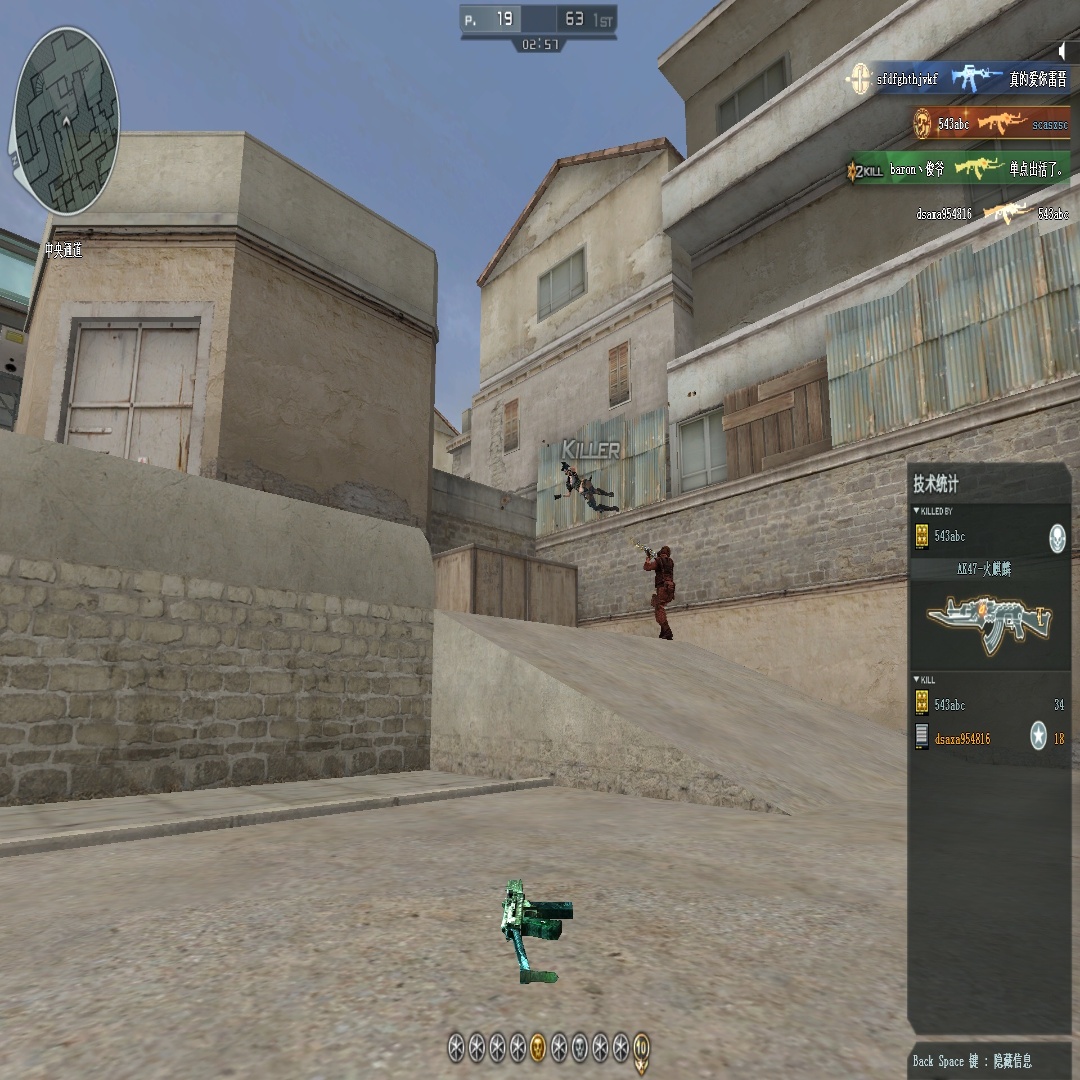 P. 19 63 1ST
02:57
sfdfghthjvkf 真的爱你雷晋
543abc scaszsc
2KILL baron丶俊爷 单点出活了。
dsaxa954816 543abc
中央通道
KILLER
技术统计
KILLED BY
543abc
AK47-火麒麟
KILL
543abc 34
dsaxa954816 18
10
Back Space 键 : 隐藏信息